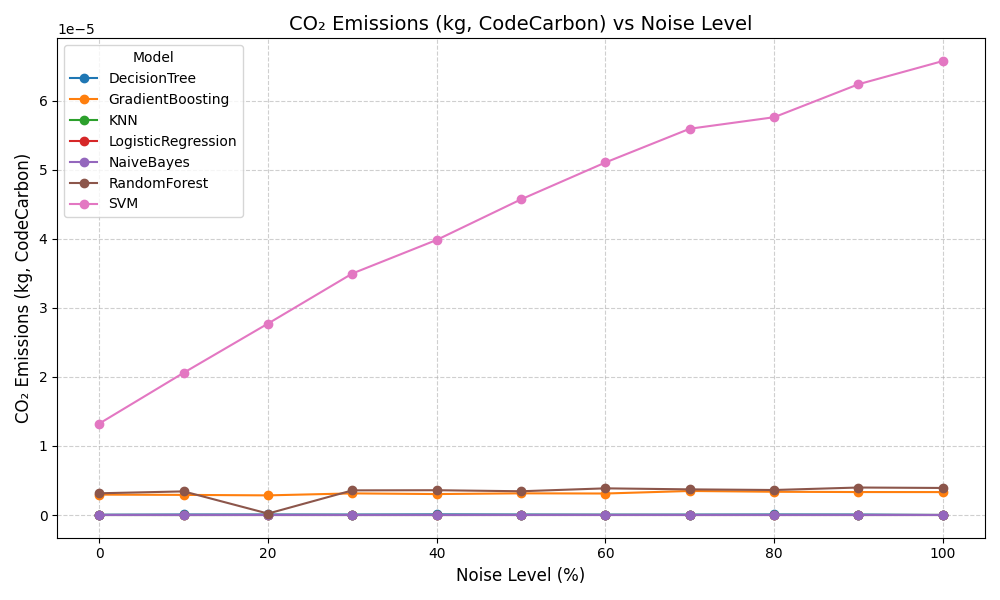 CO₂ Emissions (kg, CodeCarbon) vs Noise Level
1e−5
Model
DecisionTree
GradientBoosting
KNN
LogisticRegression
NaiveBayes
RandomForest
SVM
6
5
4
3
2
1
0
CO₂ Emissions (kg, CodeCarbon)
0 20 40 60 80 100
Noise Level (%)